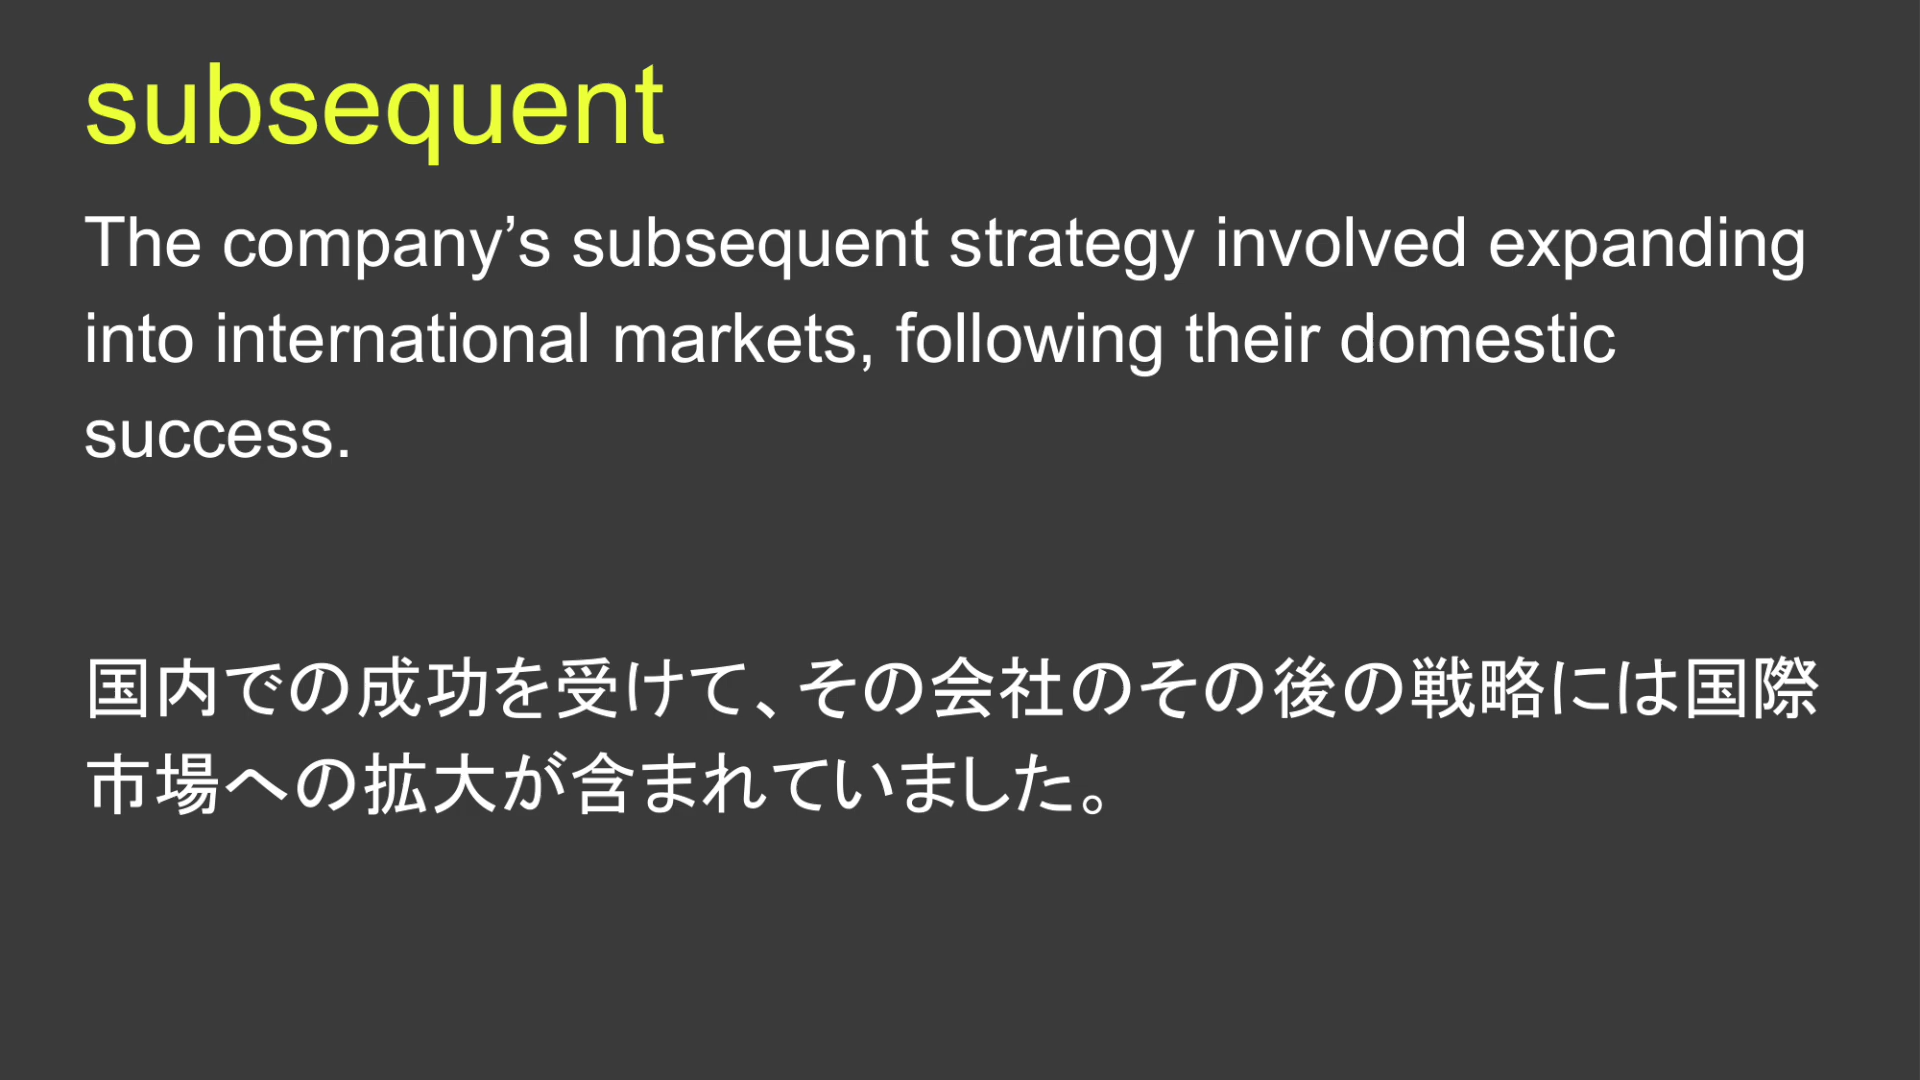 subsequent
The company’s subsequent strategy involved expanding
into international markets, following their domestic
success.
国内での成功を受けて、その会社のその後の戦略には国際
市場への拡大が含まれていました。